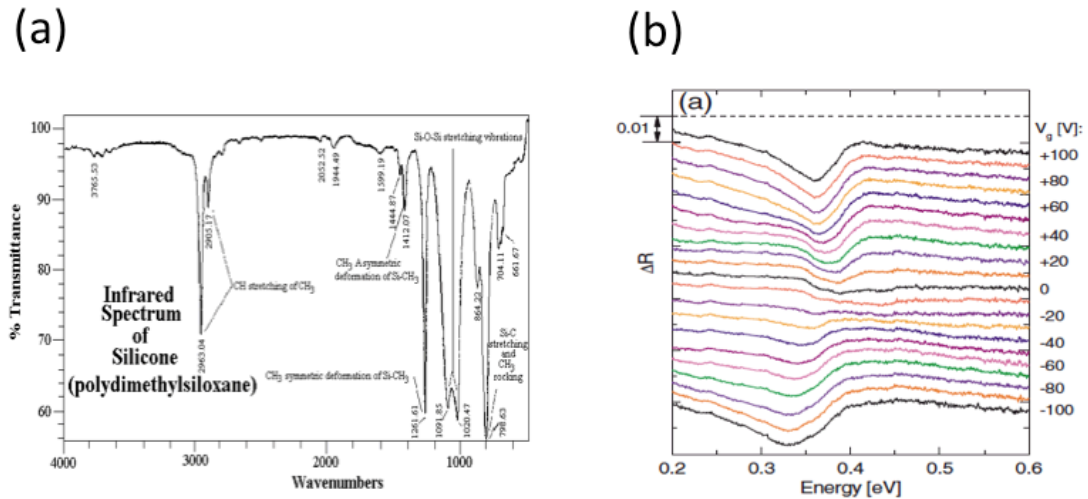 (a)
(b)
% Transmittance
100
90
80
70
60
4000
3000
2000
1000
Wavenumbers
Infrared
Spectrum
of
Silicone
(polydimethylsiloxane)
3765.53
2963.04
2905.17
2052.52
1944.49
1599.19
1444.87
1412.07
1261.61
1091.85
1020.47
864.23
798.63
704.11
661.67
Si-O-Si stretching vibrations
CH3 Asymmetric
deformation of Si-CH3
CH stretching of CH3
CH3 symmetric deformation of Si-CH3
stretching
and
CH3
rocking
(a)
0.01
ΔR
Vg [V]:
+100
+80
+60
+40
+20
0
-20
-40
-60
-80
-100
0.2
0.3
0.4
0.5
0.6
Energy [eV]